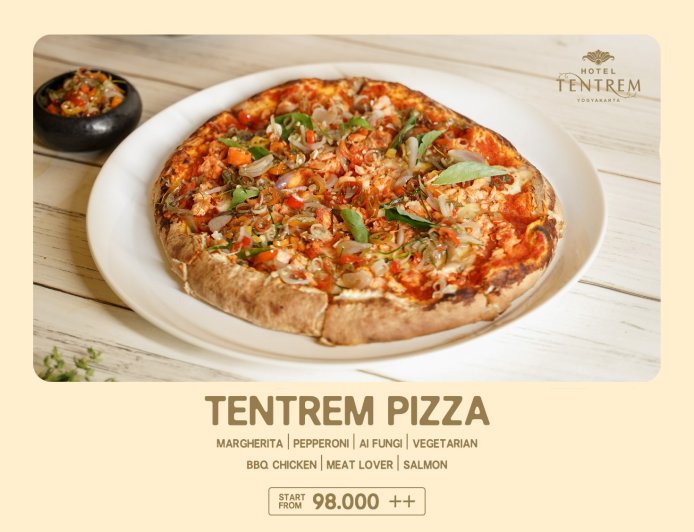 HOTEL
TENTREM
YOGYAKARTA
TENTREM PIZZA
MARGHERITA | PEPPERONI | AI FUNGI | VEGETARIAN
BBQ. CHICKEN | MEAT LOVER | SALMON
START FROM 98.000 ++